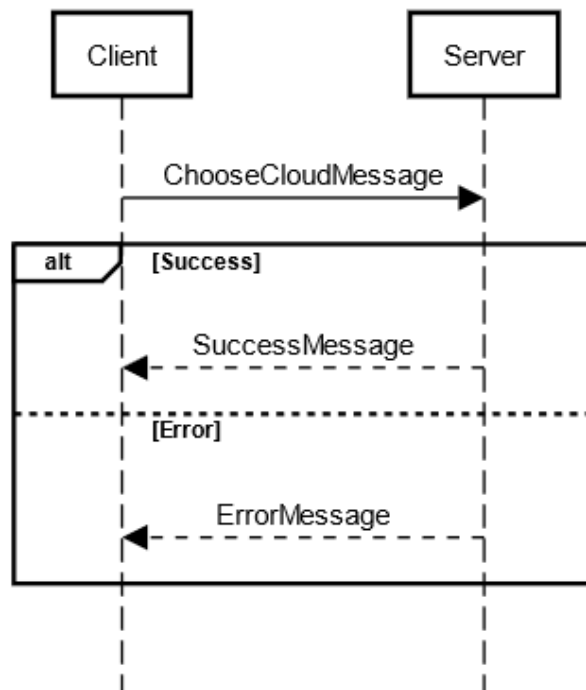 Client Server
ChooseCloudMessage
alt [Success]
SuccessMessage
[Error]
ErrorMessage